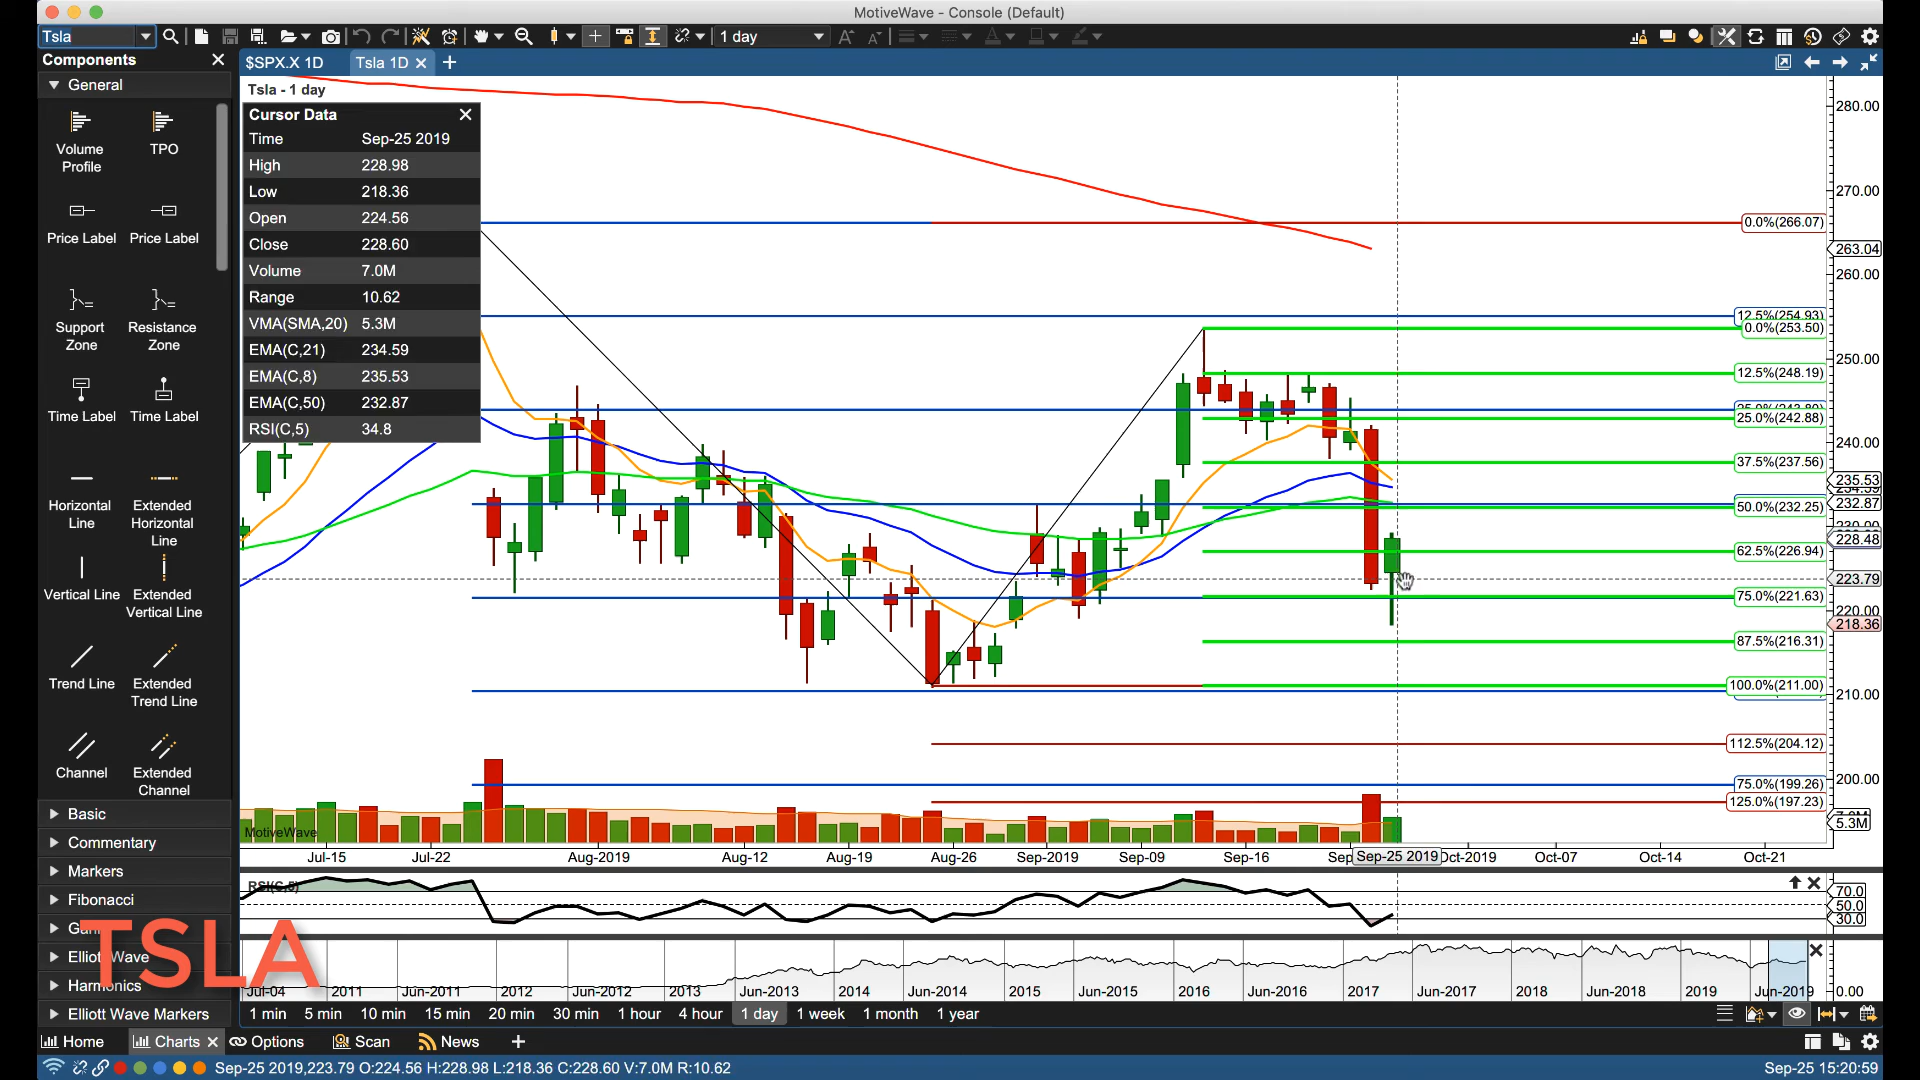 MotiveWave - Console (Default)
Tsla
1 day
Components
$SPX.X 1D
Tsla 1D
General
Volume Profile
TPO
Price Label
Price Label
Support Zone
Resistance Zone
Time Label
Time Label
Horizontal Line
Extended Horizontal Line
Vertical Line
Extended Vertical Line
Trend Line
Extended Trend Line
Channel
Extended Channel
Basic
Commentary
Markers
Fibonacci
Elliott Wave
Harmonics
Elliott Wave Markers
TSLA
Tsla - 1 day
Cursor Data
Time Sep-25 2019
High 228.98
Low 218.36
Open 224.56
Close 228.60
Volume 7.0M
Range 10.62
VMA(SMA,20) 5.3M
EMA(C,21) 234.59
EMA(C,8) 235.53
EMA(C,50) 232.87
RSI(C,5) 34.8
0.0%(266.07)
12.5%(254.93)
0.0%(253.50)
12.5%(248.19)
25.0%(242.88)
37.5%(237.56)
50.0%(232.25)
62.5%(226.94)
75.0%(221.63)
87.5%(216.31)
100.0%(211.00)
112.5%(204.12)
75.0%(199.26)
125.0%(197.23)
280.00
270.00
263.04
260.00
250.00
240.00
235.53
232.87
230.00
228.48
223.79
220.00
218.36
210.00
200.00
5.3M
MotiveWave
Jul-15 Jul-22 Aug-2019 Aug-12 Aug-19 Aug-26 Sep-2019 Sep-09 Sep-16 Sep-25 2019 Oct-2019 Oct-07 Oct-14 Oct-21
RSI(C,5)
70.0
50.0
30.0
Jul-04 2011 Jun-2011 2012 Jun-2012 2013 Jun-2013 2014 Jun-2014 2015 Jun-2015 2016 Jun-2016 2017 Jun-2017 2018 Jun-2018 2019 Jun-2019 0.00
1 min 5 min 10 min 15 min 20 min 30 min 1 hour 4 hour 1 day 1 week 1 month 1 year
Home Charts Options Scan News
Sep-25 2019,223.79 O:224.56 H:228.98 L:218.36 C:228.60 V:7.0M R:10.62
Sep-25 15:20:59